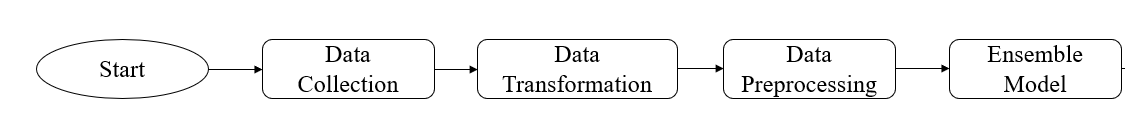 Start
Data
Collection
Data
Transformation
Data
Preprocessing
Ensemble
Model